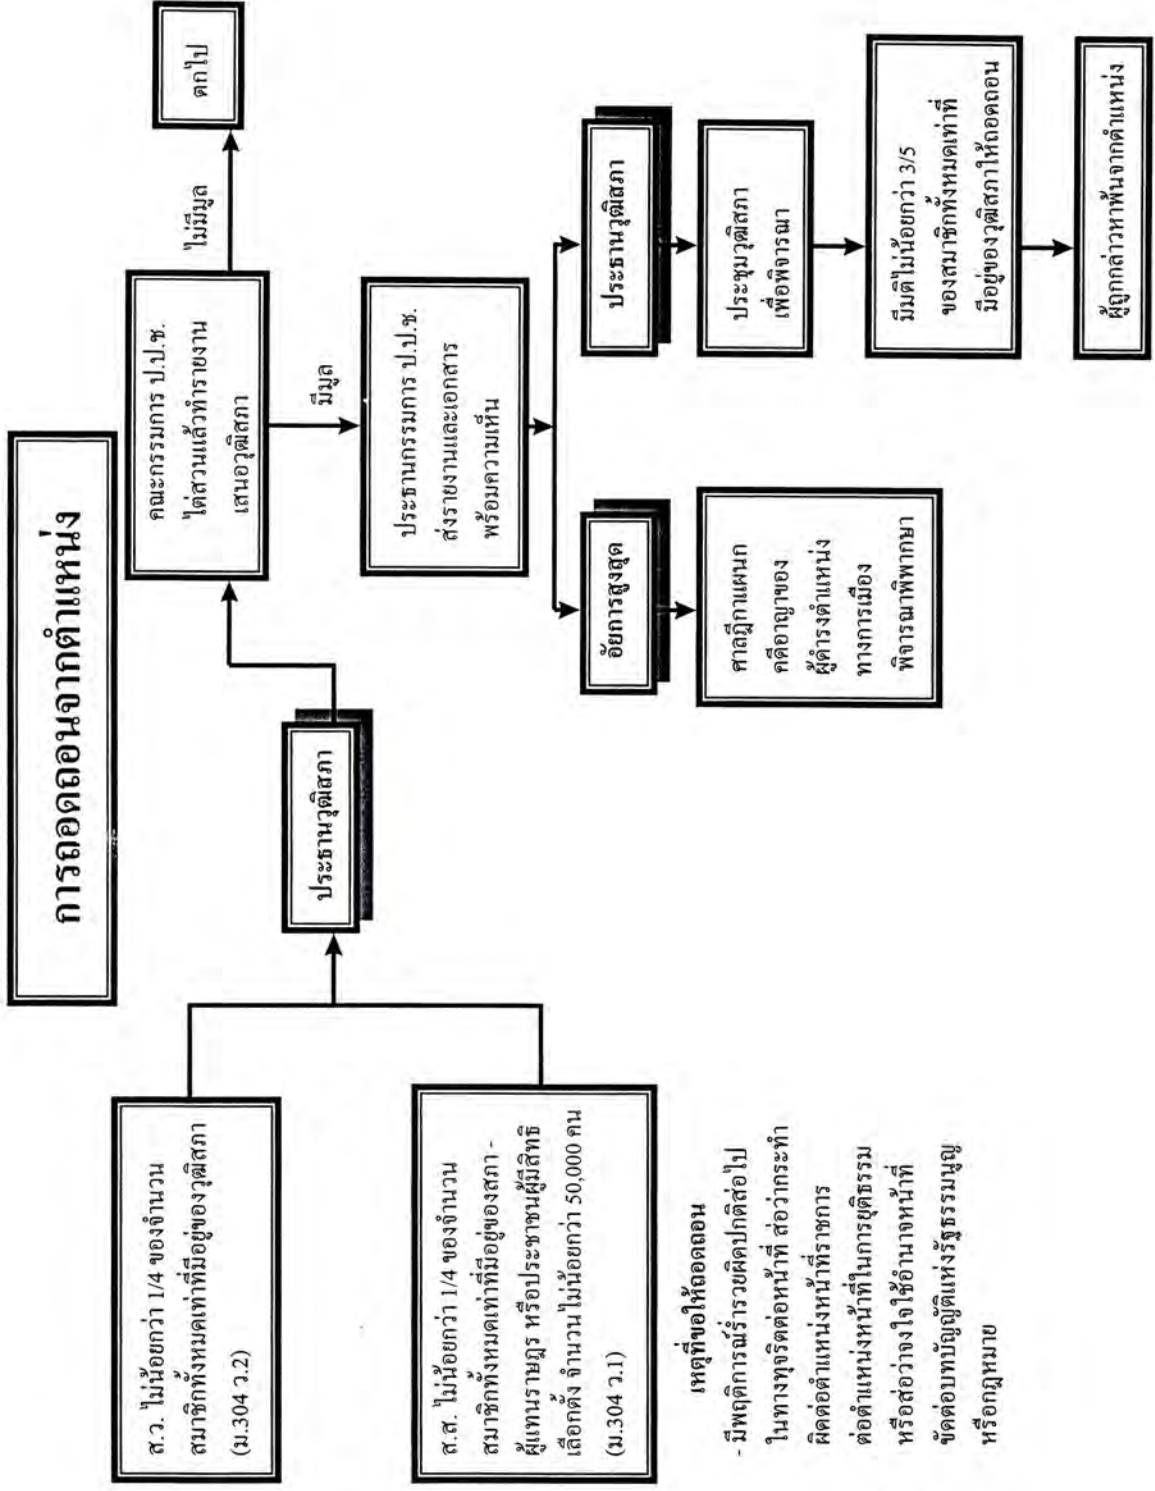 การถอดถอนจากตำแหน่ง
ส.ว. ไม่น้อยกว่า 1/4 ของจำนวน
สมาชิกทั้งหมดเท่าที่มีอยู่ของวุฒิสภา
(ม.304 ว.2)
ส.ส. ไม่น้อยกว่า 1/4 ของจำนวน
สมาชิกทั้งหมดเท่าที่มีอยู่ของสภา -
ผู้แทนราษฎร หรือประชาชนผู้มีสิทธิ
เลือกตั้ง จำนวนไม่น้อยกว่า 50,000 คน
(ม.304 ว.1)
ประธานวุฒิสภา
คณะกรรมการ ป.ป.ช.
ไต่สวนแล้วทำรายงาน
เสนอวุฒิสภา
ไม่มีมูล
ตกไป
มีมูล
ประธานกรรมการ ป.ป.ช.
ส่งรายงานและเอกสาร
พร้อมความเห็น
อัยการสูงสุด
ศาลฎีกาแผนก
คดีอาญาของ
ผู้ดำรงตำแหน่ง
ทางการเมือง
พิจารณาพิพากษา
ประธานวุฒิสภา
ประชุมวุฒิสภา
เพื่อพิจารณา
มีมติไม่น้อยกว่า 3/5
ของสมาชิกทั้งหมดเท่าที่
มีอยู่ของวุฒิสภาให้ถอดถอน
ผู้ถูกกล่าวหาพ้นจากตำแหน่ง
เหตุที่ขอให้ถอดถอน
- มีพฤติการณ์ร่ำรวยผิดปกติส่อไป
ในทางทุจริตต่อหน้าที่ ส่อว่ากระทำ
ผิดต่อตำแหน่งหน้าที่ราชการ
ต่อตำแหน่งหน้าที่ในการยุติธรรม
หรือส่อว่าจงใจใช้อำนาจหน้าที่
ขัดต่อบทบัญญัติแห่งรัฐธรรมนูญ
หรือกฎหมาย